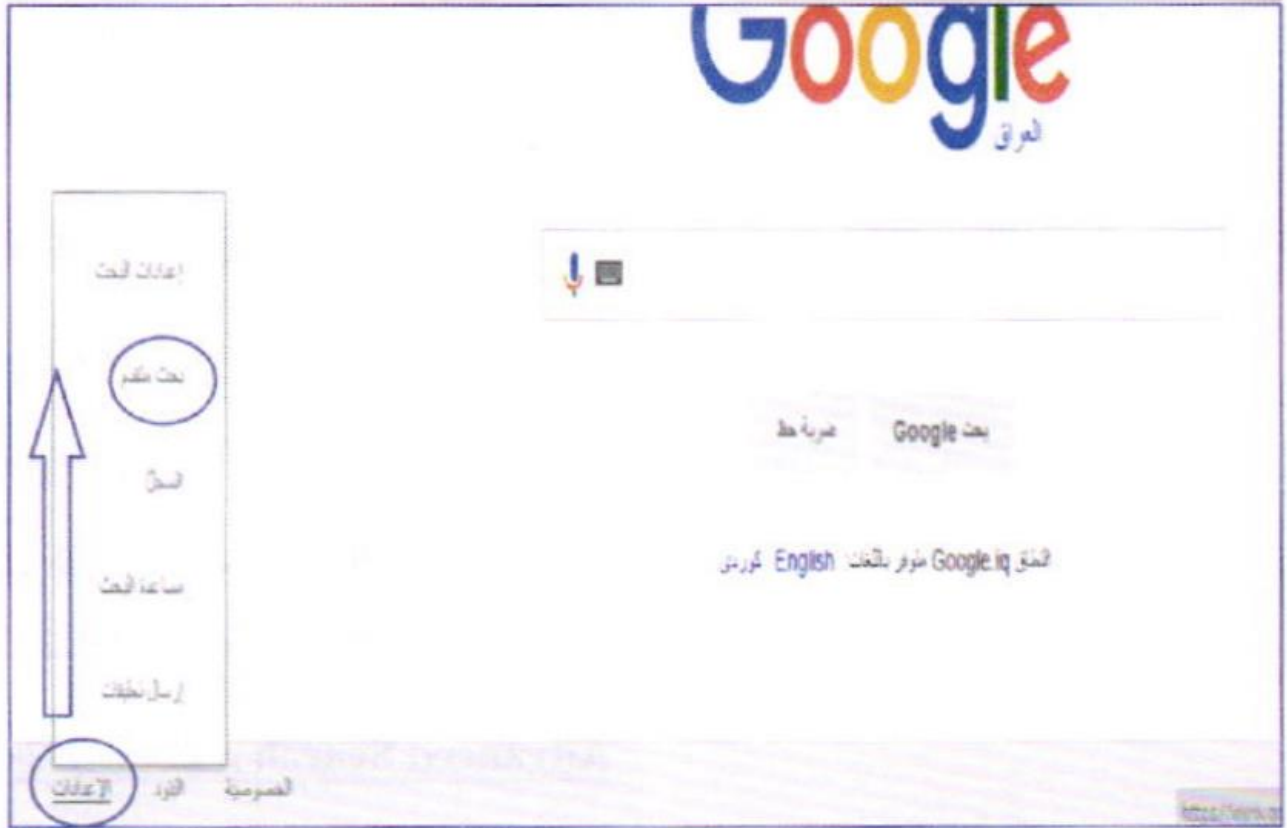 Google
العراق
إعدادات البحث
بحث متقدم
السجل
مساعدة البحث
إرسال تعليقات
بحث Google ضربة حظ
النطاق Google.iq متوفر باللغات: English كوردی
الخصوصية البنود الإعدادات